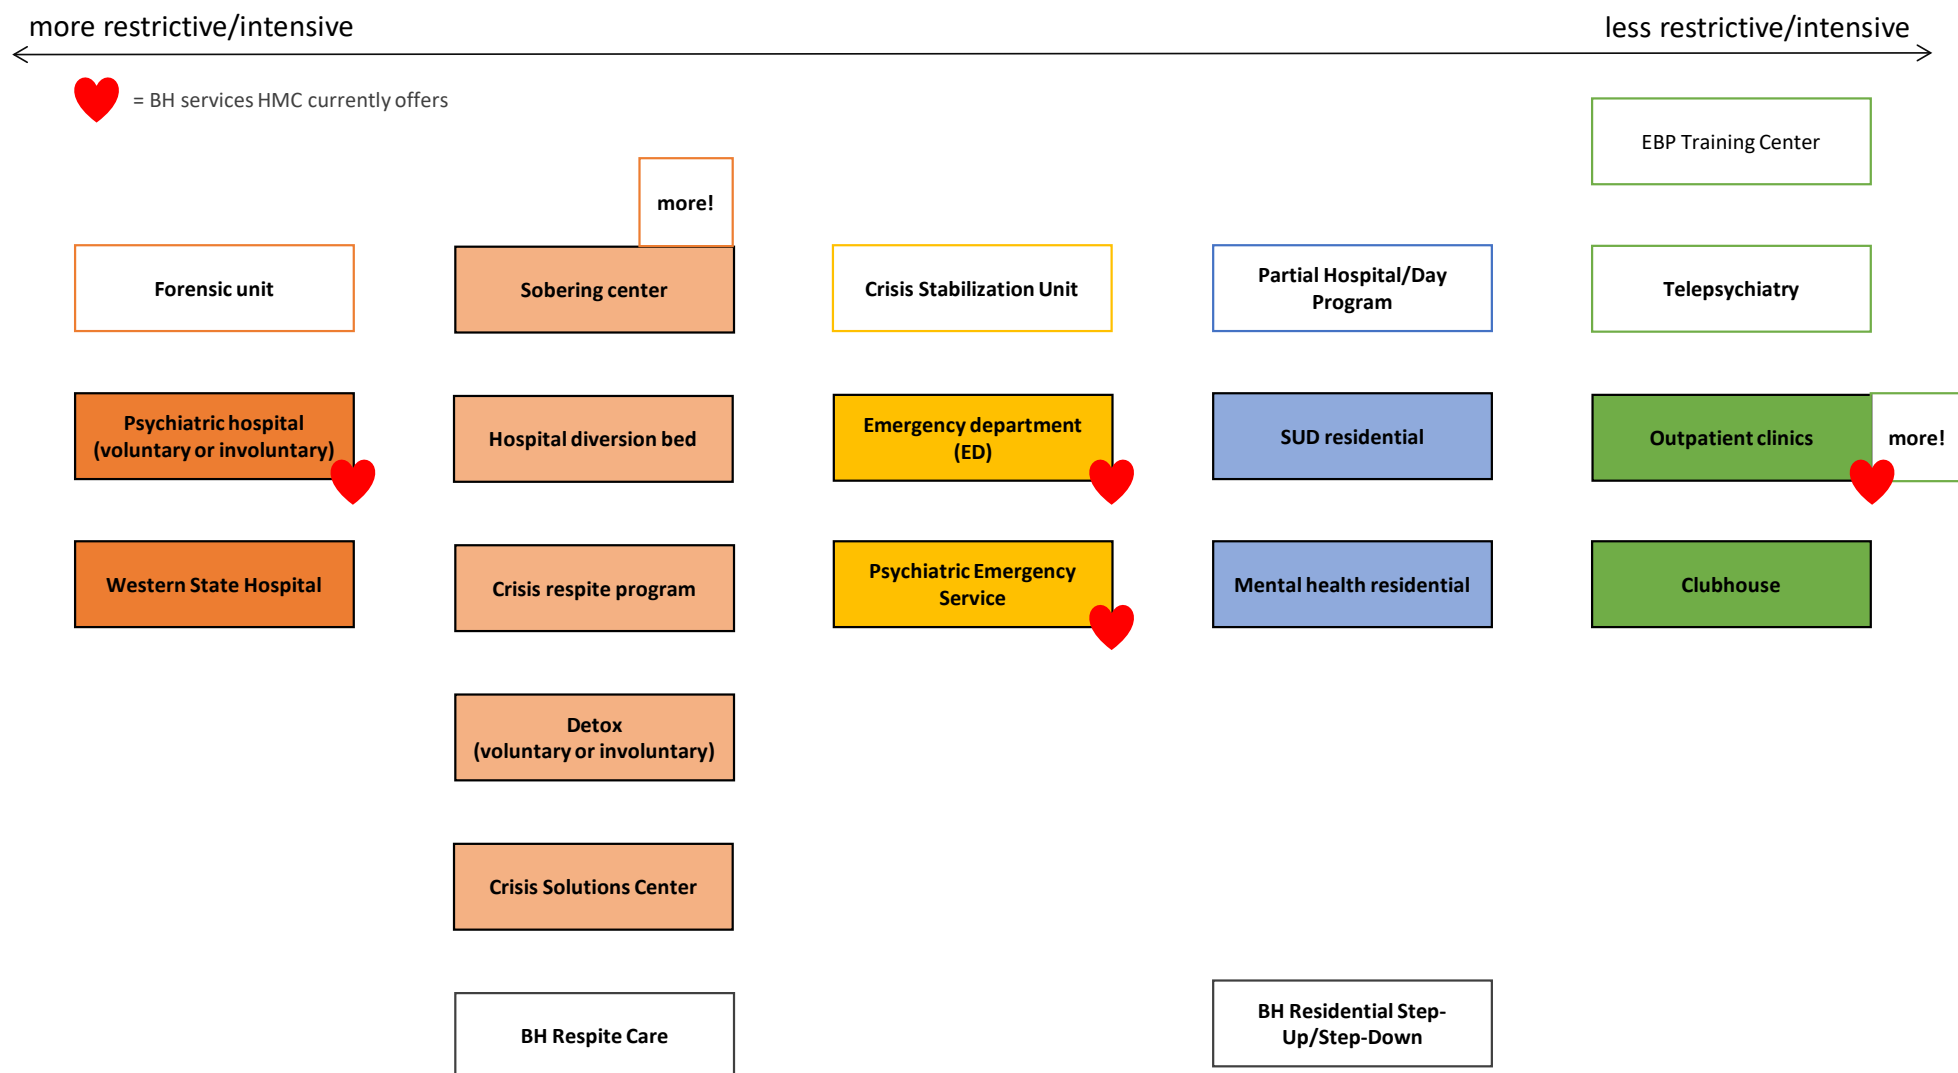 more restrictive/intensive
less restrictive/intensive
= BH services HMC currently offers
EBP Training Center
more!
Forensic unit
Sobering center
Crisis Stabilization Unit
Partial Hospital/Day
Program
Telepsychiatry
Psychiatric hospital
(voluntary or involuntary)
Hospital diversion bed
Emergency department
(ED)
SUD residential
Outpatient clinics
more!
Western State Hospital
Crisis respite program
Psychiatric Emergency
Service
Mental health residential
Clubhouse
Detox
(voluntary or involuntary)
Crisis Solutions Center
BH Respite Care
BH Residential Step-
Up/Step-Down